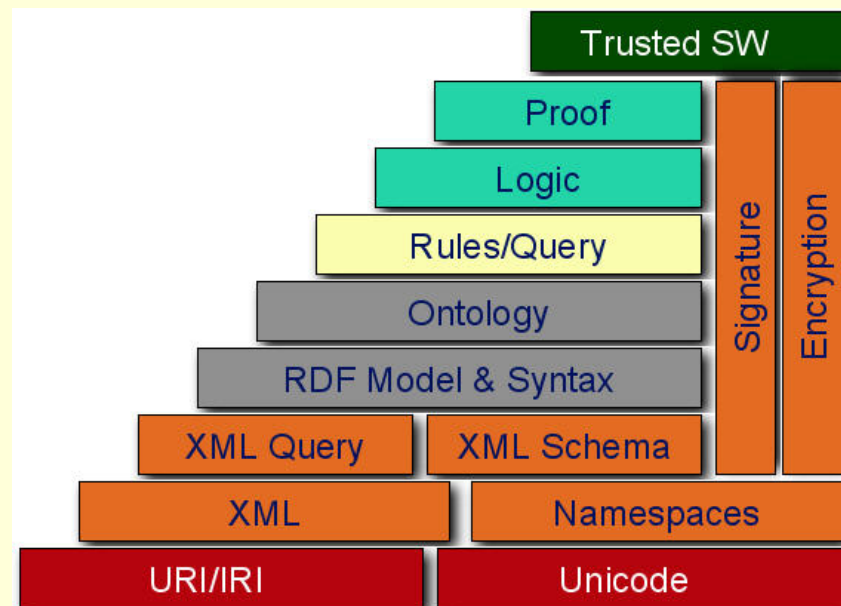 Trusted SW
Proof
Logic
Rules/Query
Ontology
RDF Model & Syntax
XML Query
XML Schema
Signature
Encryption
XML
Namespaces
URI/IRI
Unicode